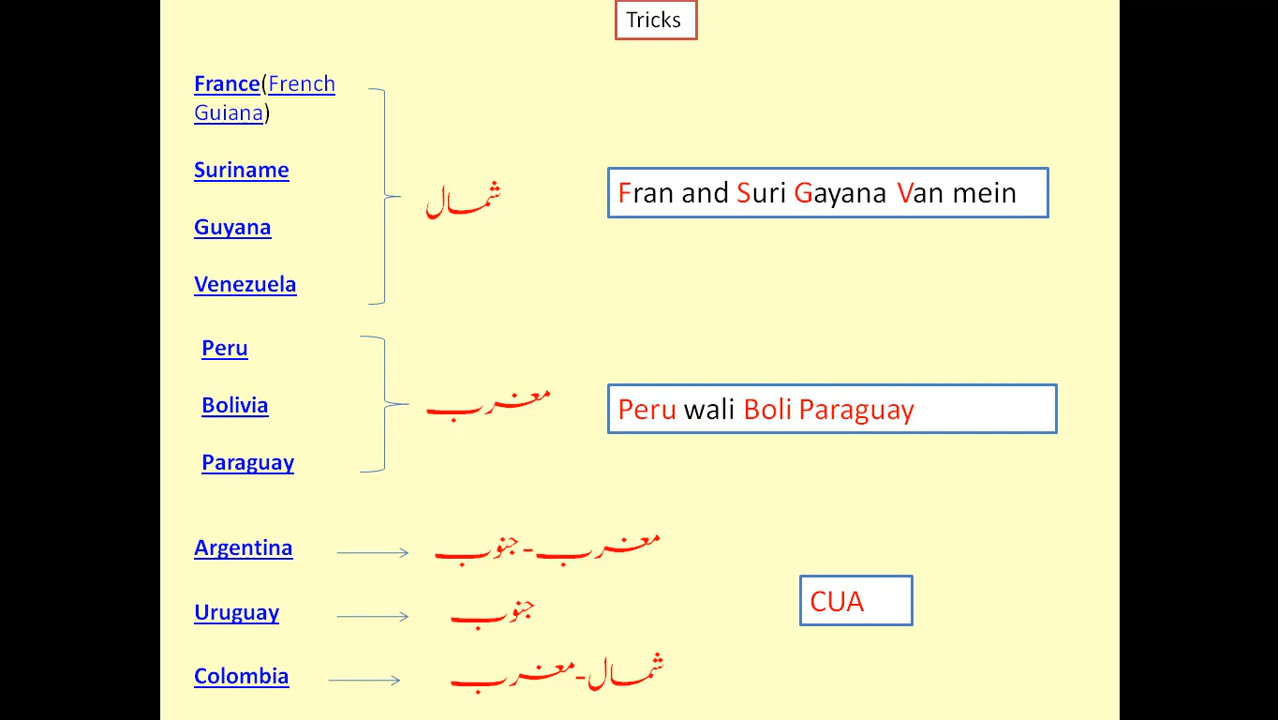 Tricks
France(French
Guiana)
Suriname
Guyana
Venezuela
شمال
Fran and Suri Gayana Van mein
Peru
Bolivia
Paraguay
مغرب
Peru wali Boli Paraguay
Argentina
مغرب-جنوب
Uruguay
جنوب
CUA
Colombia
شمال-مغرب